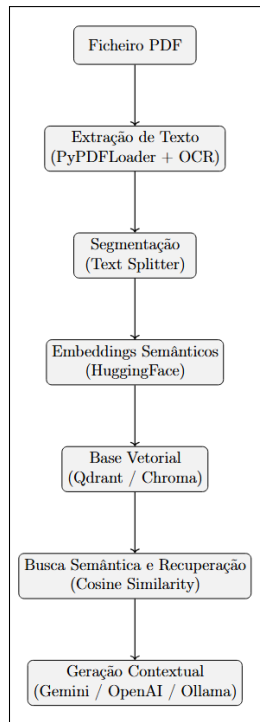 Ficheiro PDF
Extração de Texto
(PyPDFLoader + OCR)
Segmentação
(Text Splitter)
Embeddings Semânticos
(HuggingFace)
Base Vetorial
(Qdrant / Chroma)
Busca Semântica e Recuperação
(Cosine Similarity)
Geração Contextual
(Gemini / OpenAI / Ollama)